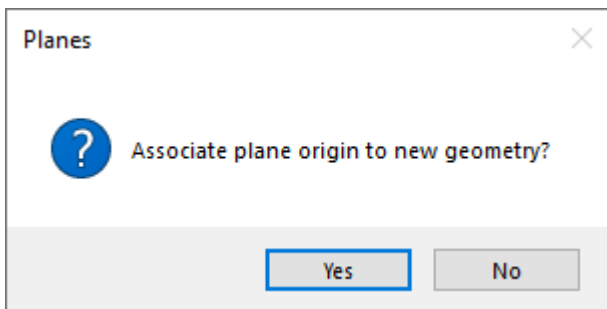 Planes
Associate plane origin to new geometry?
Yes
No